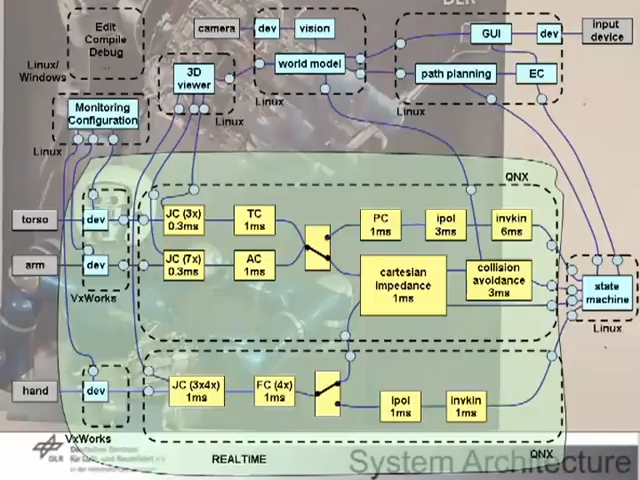 DLR
Edit
Compile
Debug
...
Linux/
Windows
camera
dev
vision
GUI
dev
input
device
3D
viewer
world model
path planning
EC
Linux
Linux
Linux
Monitoring
Configuration
Linux
QNX
torso
dev
JC (3x)
0.3ms
TC
1ms
PC
1ms
ipol
3ms
invkin
6ms
arm
dev
JC (7x)
0.3ms
AC
1ms
cartesian
impedance
1ms
collision
avoidance
3ms
state
machine
Linux
VxWorks
hand
dev
JC (3x4x)
1ms
FC (4x)
1ms
ipol
1ms
invkin
1ms
VxWorks
DLR
REALTIME
QNX
System Architecture